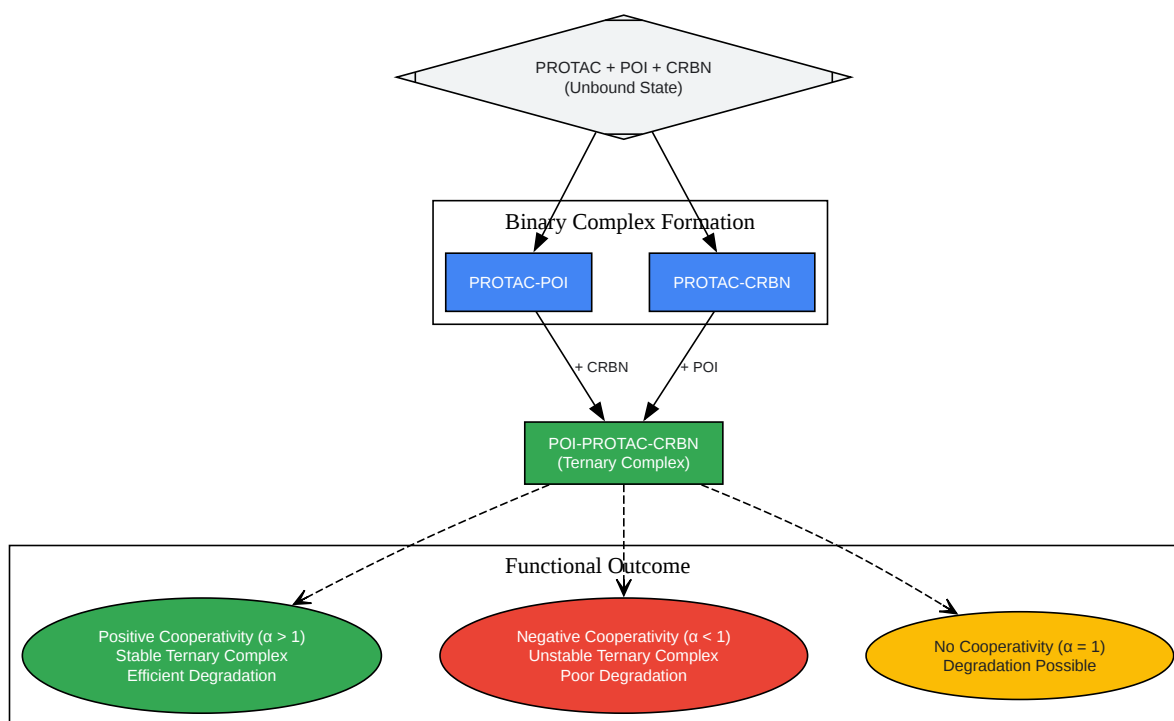 PROTAC + POI + CRBN
(Unbound State)
Binary Complex Formation
PROTAC-POI
PROTAC-CRBN
+ CRBN
+ POI
POI-PROTAC-CRBN
(Ternary Complex)
Functional Outcome
Positive Cooperativity (α > 1)
Stable Ternary Complex
Efficient Degradation
Negative Cooperativity (α < 1)
Unstable Ternary Complex
Poor Degradation
No Cooperativity (α = 1)
Degradation Possible